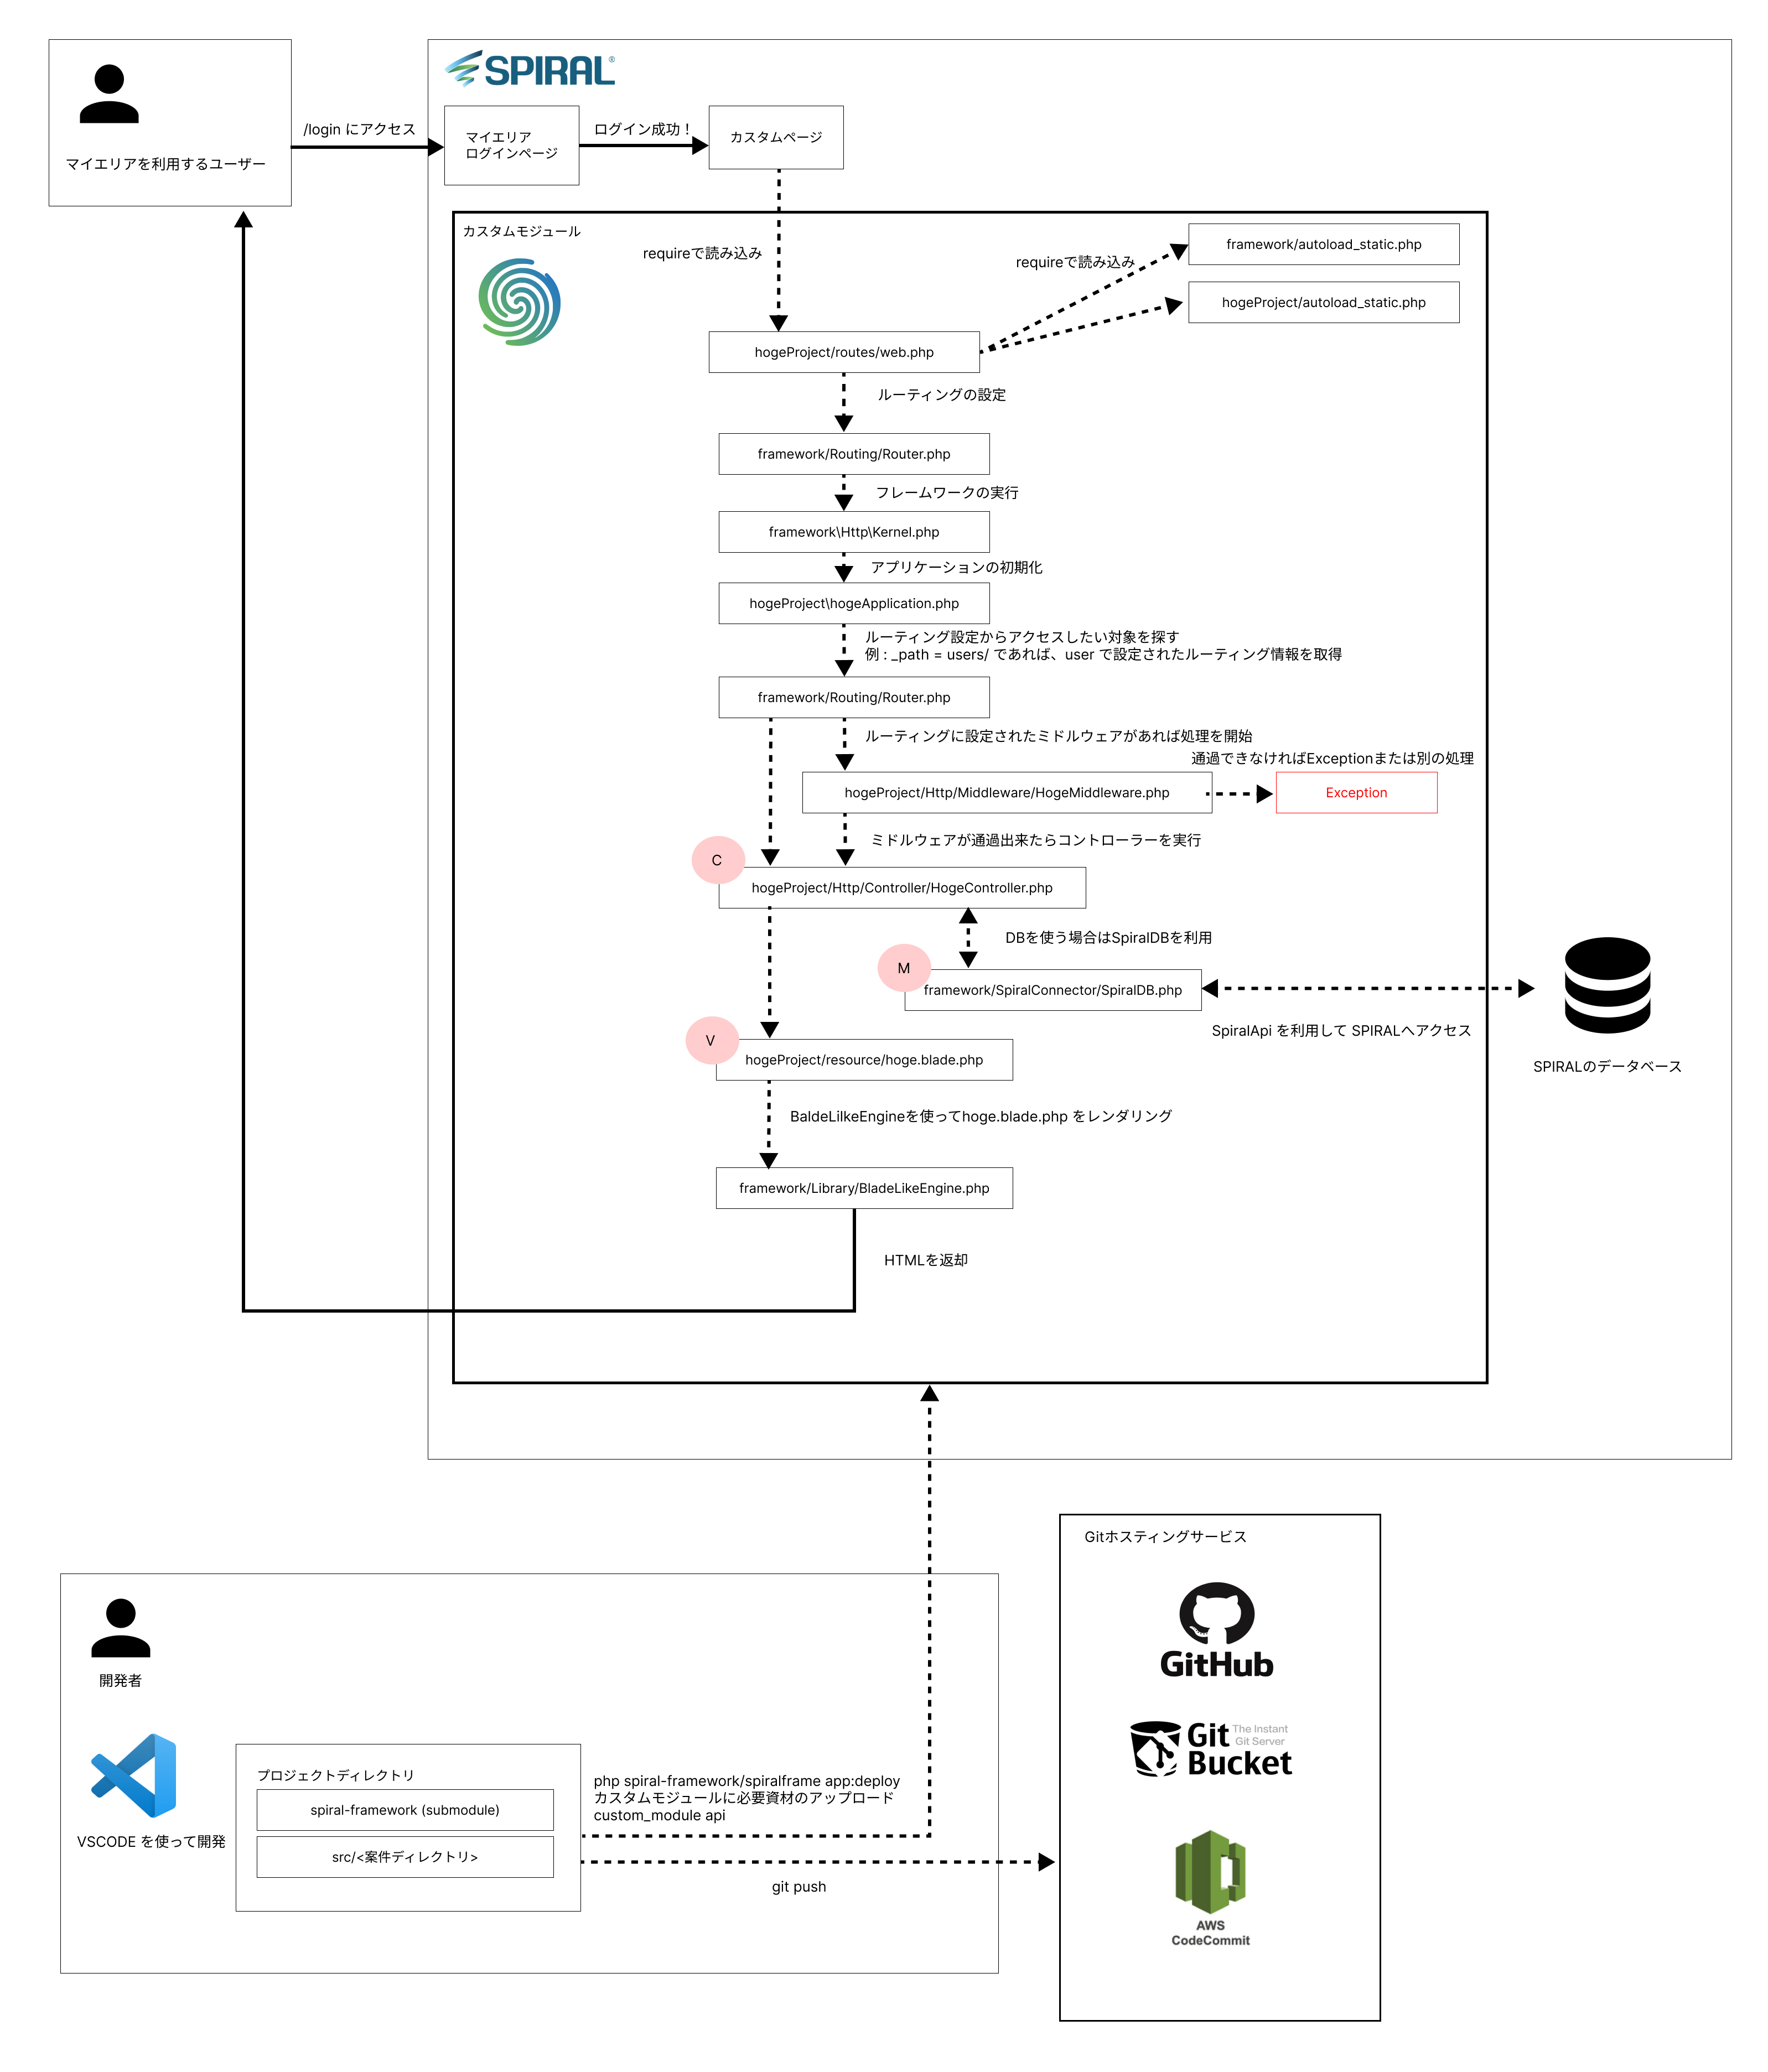 SPIRAL®
マイエリアを利用するユーザー
/login にアクセス
マイエリア
ログインページ
ログイン成功！
カスタムページ
カスタムモジュール
requireで読み込み
requireで読み込み
framework/autoload_static.php
hogeProject/autoload_static.php
hogeProject/routes/web.php
ルーティングの設定
framework/Routing/Router.php
フレームワークの実行
framework\Http\Kernel.php
アプリケーションの初期化
hogeProject\hogeApplication.php
ルーティング設定からアクセスしたい対象を探す
例 : _path = users/ であれば、user で設定されたルーティング情報を取得
framework/Routing/Router.php
ルーティングに設定されたミドルウェアがあれば処理を開始
通過できなければExceptionまたは別の処理
hogeProject/Http/Middleware/HogeMiddleware.php
Exception
ミドルウェアが通過出来たらコントローラーを実行
C
hogeProject/Http/Controller/HogeController.php
DBを使う場合はSpiralDBを利用
M
framework/SpiralConnector/SpiralDB.php
SpiralApi を利用して SPIRALへアクセス
SPIRALのデータベース
V
hogeProject/resource/hoge.blade.php
BaldeLilkeEngineを使ってhoge.blade.php をレンダリング
framework/Library/BladeLikeEngine.php
HTMLを返却
Gitホスティングサービス
GitHub
Git
The Instant
Git Server
Bucket
AWS
CodeCommit
開発者
VSCODE を使って開発
プロジェクトディレクトリ
spiral-framework (submodule)
src/<案件ディレクトリ>
php spiral-framework/spiralframe app:deploy
カスタムモジュールに必要資材のアップロード
custom_module api
git push